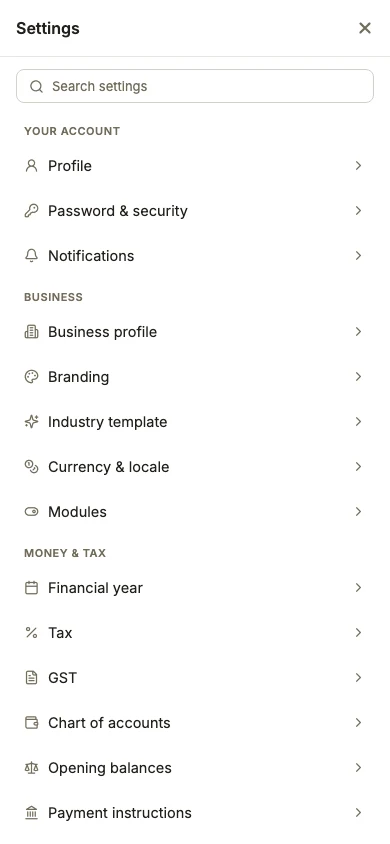 Settings
Search settings
YOUR ACCOUNT
Profile
Password & security
Notifications
BUSINESS
Business profile
Branding
Industry template
Currency & locale
Modules
MONEY & TAX
Financial year
Tax
GST
Chart of accounts
Opening balances
Payment instructions